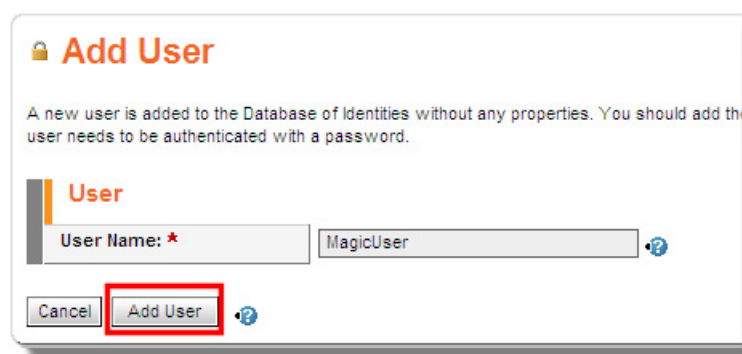 Add User
A new user is added to the Database of Identities without any properties. You should add the
user needs to be authenticated with a password.
User
User Name: * MagicUser
Cancel Add User